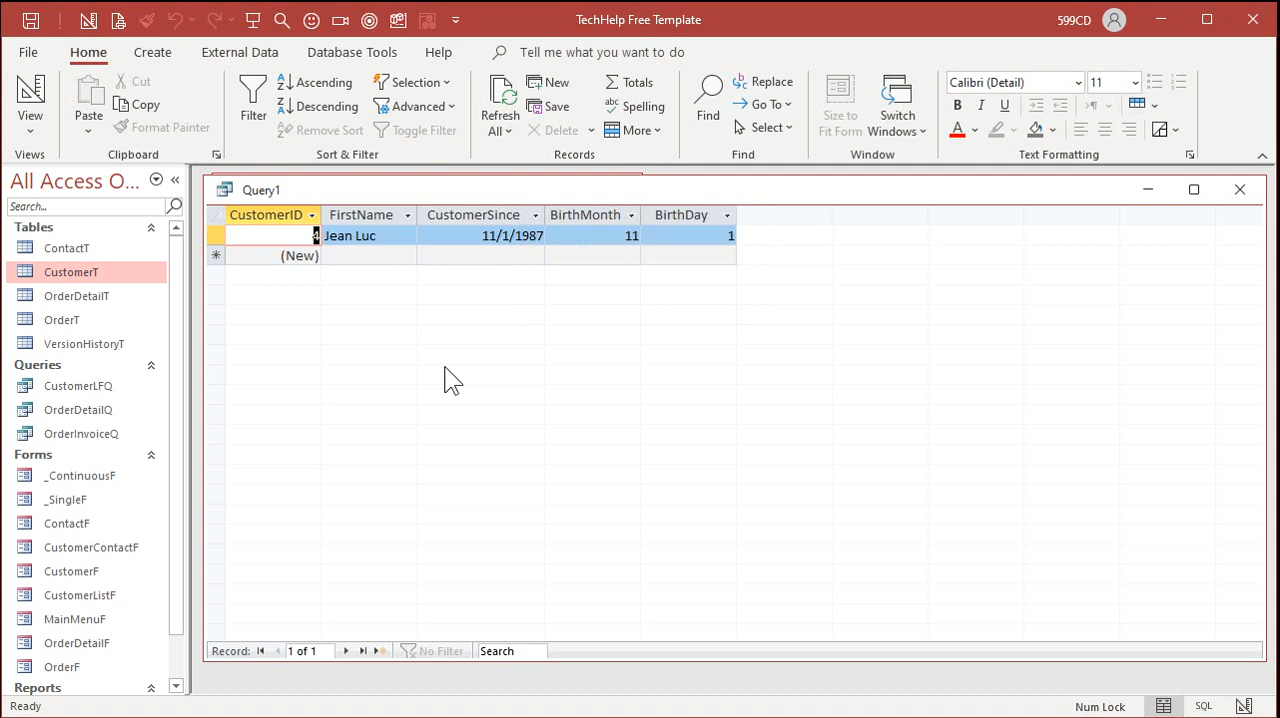 TechHelp Free Template
599CD
File
Home
Create
External Data
Database Tools
Help
Tell me what you want to do
View
Views
Paste
Cut
Copy
Format Painter
Clipboard
Filter
Ascending
Descending
Remove Sort
Selection
Advanced
Toggle Filter
Sort & Filter
Refresh
All
New
Save
Delete
Totals
Spelling
More
Records
Find
Replace
Go To
Select
Find
Size to
Fit Form
Switch
Windows
Window
Calibri (Detail)
11
B I U
A
Text Formatting
All Access O...
Search...
Tables
ContactT
CustomerT
OrderDetailT
OrderT
VersionHistoryT
Queries
CustomerLFQ
OrderDetailQ
OrderInvoiceQ
Forms
_ContinuousF
_SingleF
ContactF
CustomerContactF
CustomerF
CustomerListF
MainMenuF
OrderDetailF
OrderF
Reports
Query1
CustomerID FirstName CustomerSince BirthMonth BirthDay
4 Jean Luc 11/1/1987 11 1
(New)
Record: 1 of 1 No Filter Search
Ready
Num Lock
SQL